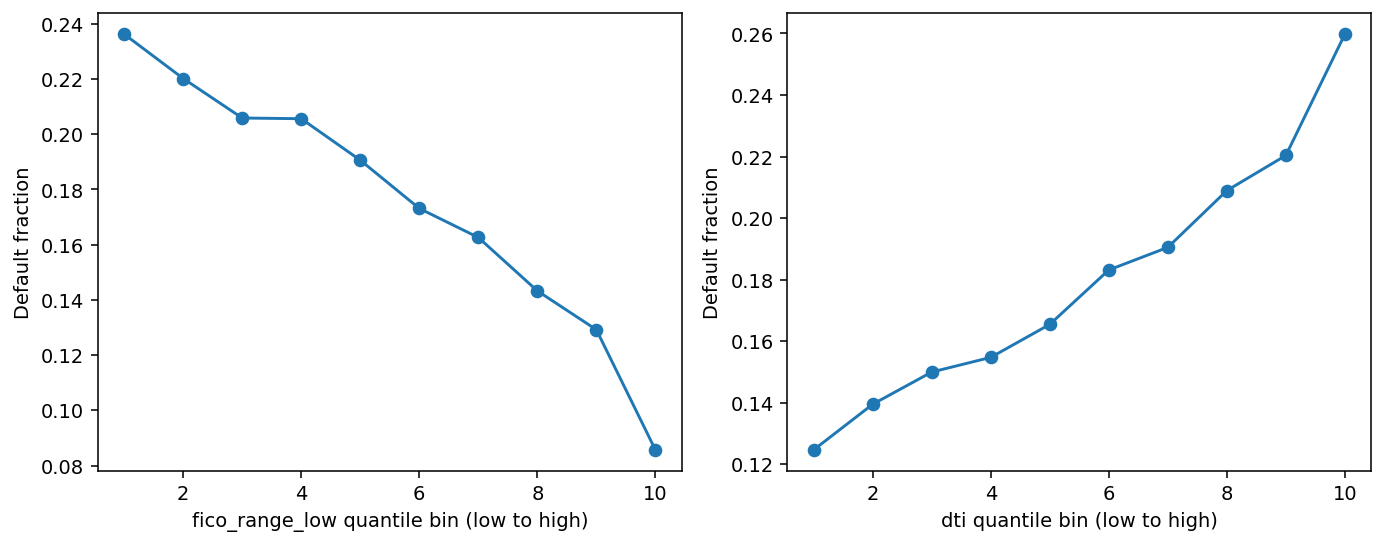 0.24
0.22
0.20
0.18
0.16
0.14
0.12
0.10
0.08
Default fraction
2 4 6 8 10
fico_range_low quantile bin (low to high)
0.26
0.24
0.22
0.20
0.18
0.16
0.14
0.12
Default fraction
2 4 6 8 10
dti quantile bin (low to high)